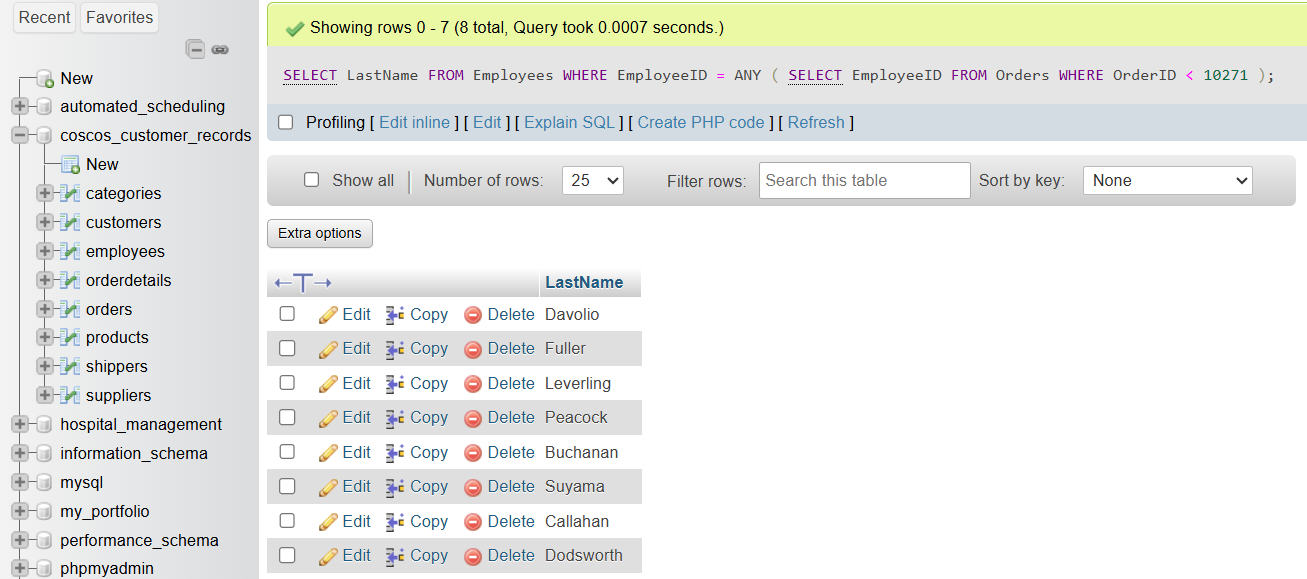 Recent Favorites
New
automated_scheduling
coscos_customer_records
New
categories
customers
employees
orderdetails
orders
products
shippers
suppliers
hospital_management
information_schema
mysql
my_portfolio
performance_schema
phpmyadmin
Showing rows 0 - 7 (8 total, Query took 0.0007 seconds.)
SELECT LastName FROM Employees WHERE EmployeeID = ANY ( SELECT EmployeeID FROM Orders WHERE OrderID < 10271 );
Profiling [ Edit inline ] [ Edit ] [ Explain SQL ] [ Create PHP code ] [ Refresh ]
Show all Number of rows: 25 Filter rows: Search this table Sort by key: None
Extra options
←T→ LastName
Edit Copy Delete Davolio
Edit Copy Delete Fuller
Edit Copy Delete Leverling
Edit Copy Delete Peacock
Edit Copy Delete Buchanan
Edit Copy Delete Suyama
Edit Copy Delete Callahan
Edit Copy Delete Dodsworth